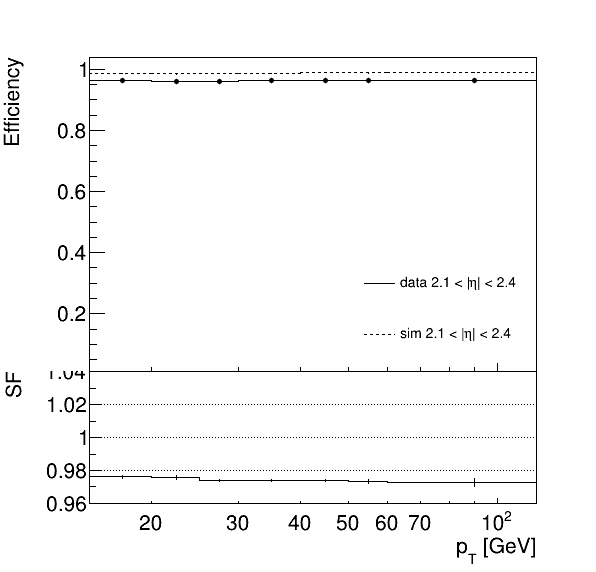 Efficiency
1
0.8
0.6
0.4
0.2
data 2.1 < |η| < 2.4
sim 2.1 < |η| < 2.4
SF
1.04
1.02
1
0.98
0.96
20 30 40 50 60 70 10²
p_T [GeV]